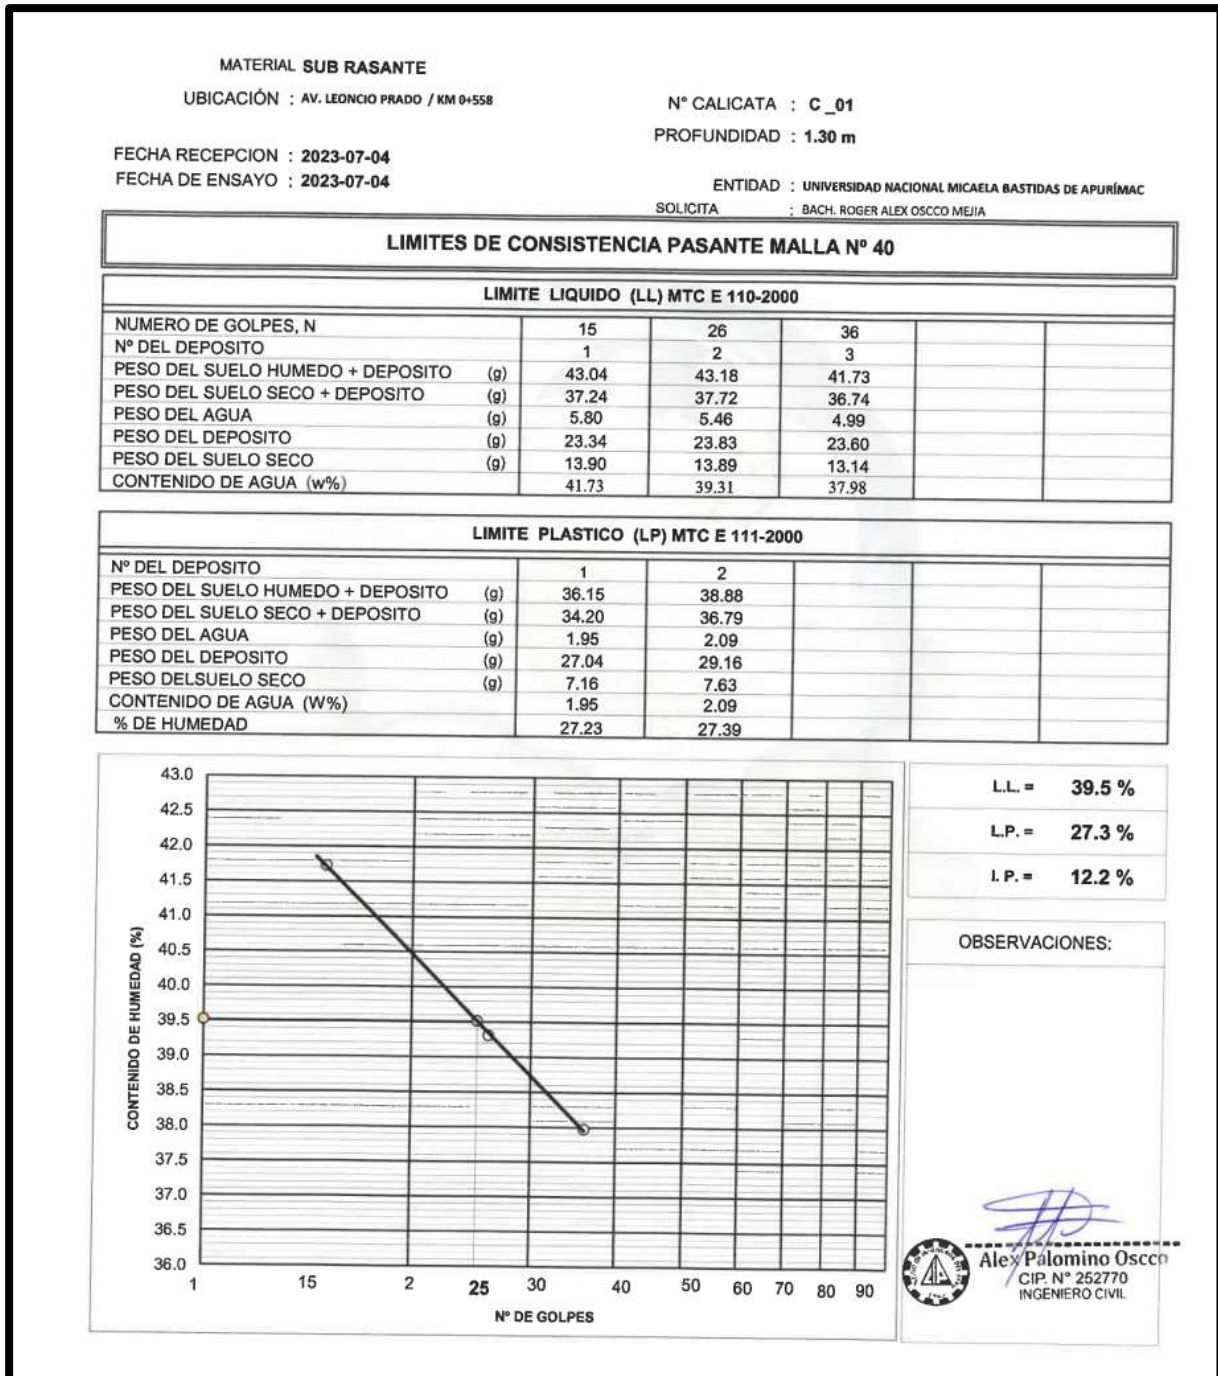 MATERIAL SUB RASANTE
UBICACIÓN : AV. LEONCIO PRADO / KM 0+558
N° CALICATA : C_01
PROFUNDIDAD : 1.30 m
FECHA RECEPCION : 2023-07-04
FECHA DE ENSAYO : 2023-07-04
ENTIDAD : UNIVERSIDAD NACIONAL MICAELA BASTIDAS DE APURÍMAC
SOLICITA : BACH. ROGER ALEX OSCCO MEJIA
LIMITES DE CONSISTENCIA PASANTE MALLA Nº 40
LIMITE LIQUIDO (LL) MTC E 110-2000
NUMERO DE GOLPES, N 15 26 36
Nº DEL DEPOSITO 1 2 3
PESO DEL SUELO HUMEDO + DEPOSITO (g) 43.04 43.18 41.73
PESO DEL SUELO SECO + DEPOSITO (g) 37.24 37.72 36.74
PESO DEL AGUA (g) 5.80 5.46 4.99
PESO DEL DEPOSITO (g) 23.34 23.83 23.60
PESO DEL SUELO SECO (g) 13.90 13.89 13.14
CONTENIDO DE AGUA (w%) 41.73 39.31 37.98
LIMITE PLASTICO (LP) MTC E 111-2000
Nº DEL DEPOSITO 1 2
PESO DEL SUELO HUMEDO + DEPOSITO (g) 36.15 38.88
PESO DEL SUELO SECO + DEPOSITO (g) 34.20 36.79
PESO DEL AGUA (g) 1.95 2.09
PESO DEL DEPOSITO (g) 27.04 29.16
PESO DELSUELO SECO (g) 7.16 7.63
CONTENIDO DE AGUA (W%) 1.95 2.09
% DE HUMEDAD 27.23 27.39
43.0
42.5
42.0
41.5
41.0
40.5
40.0
39.5
39.0
38.5
38.0
37.5
37.0
36.5
36.0
CONTENIDO DE HUMEDAD (%)
1 15 2 25 30 40 50 60 70 80 90
Nº DE GOLPES
L.L. = 39.5 %
L.P. = 27.3 %
I. P. = 12.2 %
OBSERVACIONES:
Alex Palomino Oscco
CIP. N° 252770
INGENIERO CIVIL